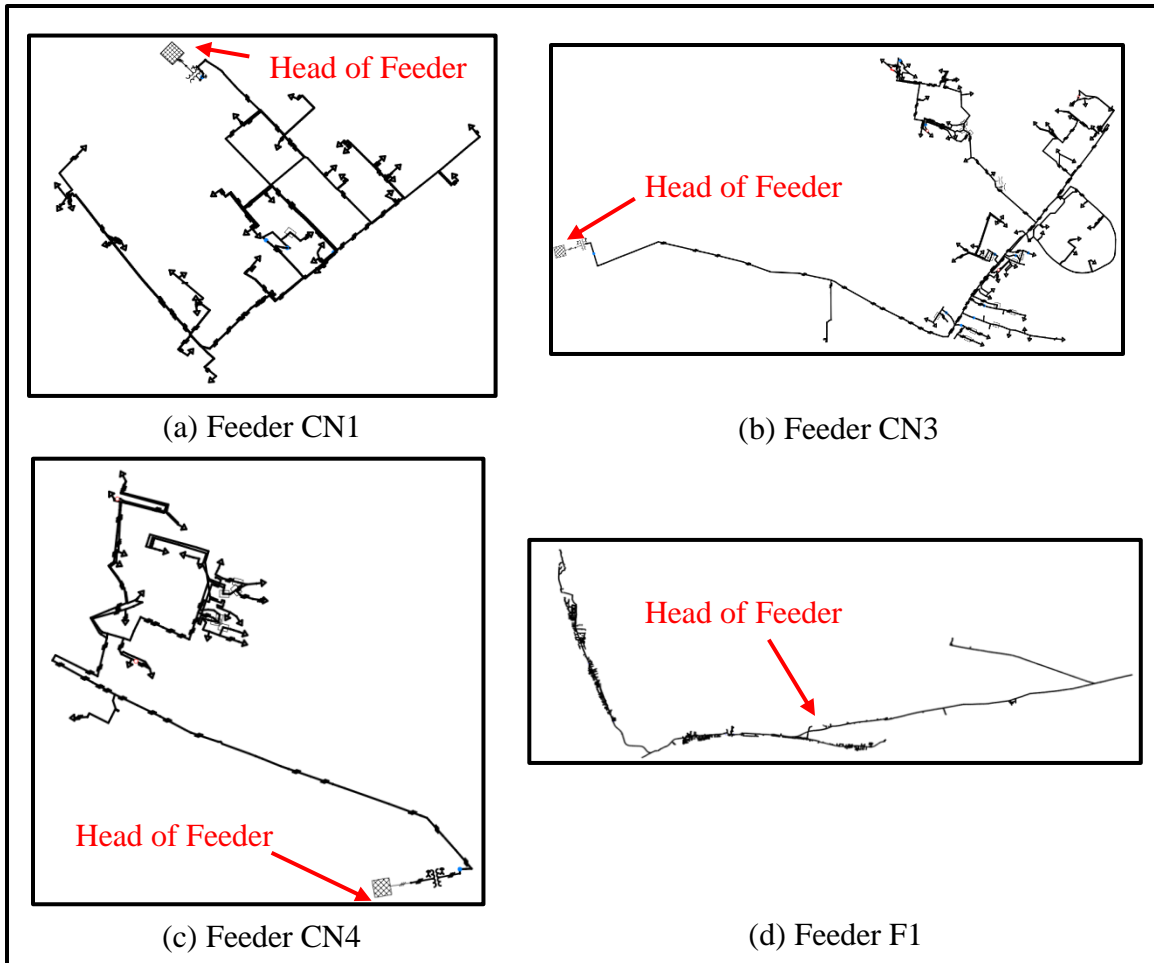 Head of Feeder
(a) Feeder CN1
Head of Feeder
(b) Feeder CN3
Head of Feeder
(c) Feeder CN4
Head of Feeder
(d) Feeder F1